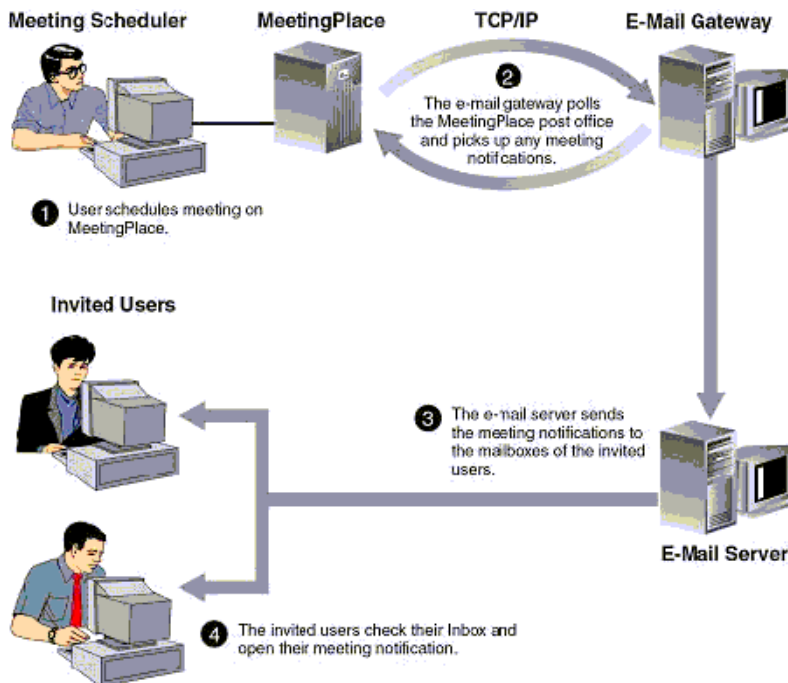 Meeting Scheduler
MeetingPlace
TCP/IP
E-Mail Gateway
2
The e-mail gateway polls
the MeetingPlace post office
and picks up any meeting
notifcations.
1
User schedules meeting on
MeetingPlace.
Invited Users
3
The e-mail server sends
the meeting notifications to
the mailboxes of the invited
users.
E-Mail Server
4
The invited users check their Inbox and
open their meeting notification.